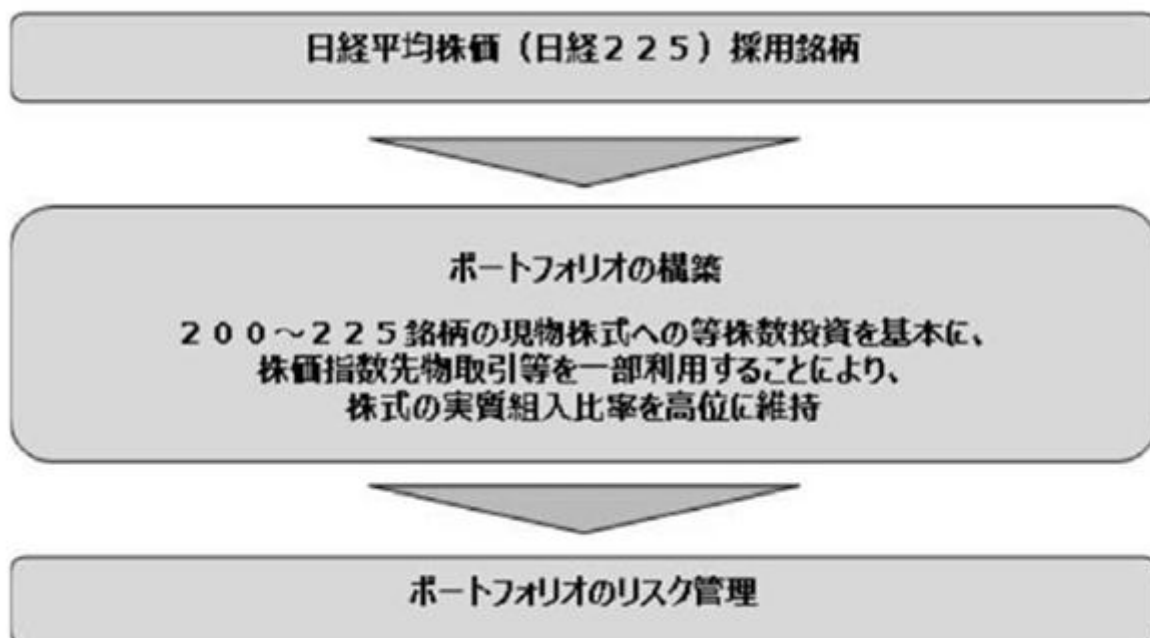 日経平均株価（日経２２５）採用銘柄
ポートフォリオの構築
２００～２２５銘柄の現物株式への等株数投資を基本に、
株価指数先物取引等を一部利用することにより、
株式の実質組入比率を高位に維持
ポートフォリオのリスク管理